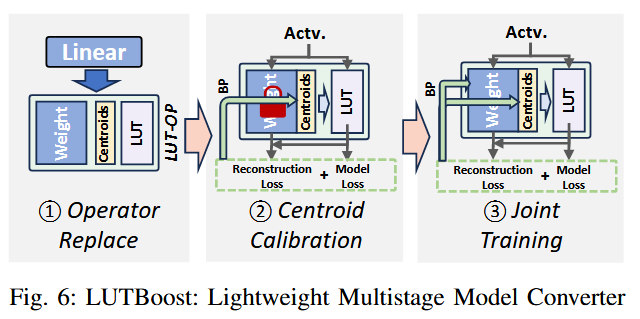 Linear
Weight
Centroids
LUT
LUT-OP
① Operator
Replace
Actv.
BP
Weight
Centroids
LUT
Reconstruction
Loss
+
Model
Loss
② Centroid
Calibration
Actv.
BP
Weight
Centroids
LUT
Reconstruction
Loss
+
Model
Loss
③ Joint
Training
Fig. 6: LUTBoost: Lightweight Multistage Model Converter